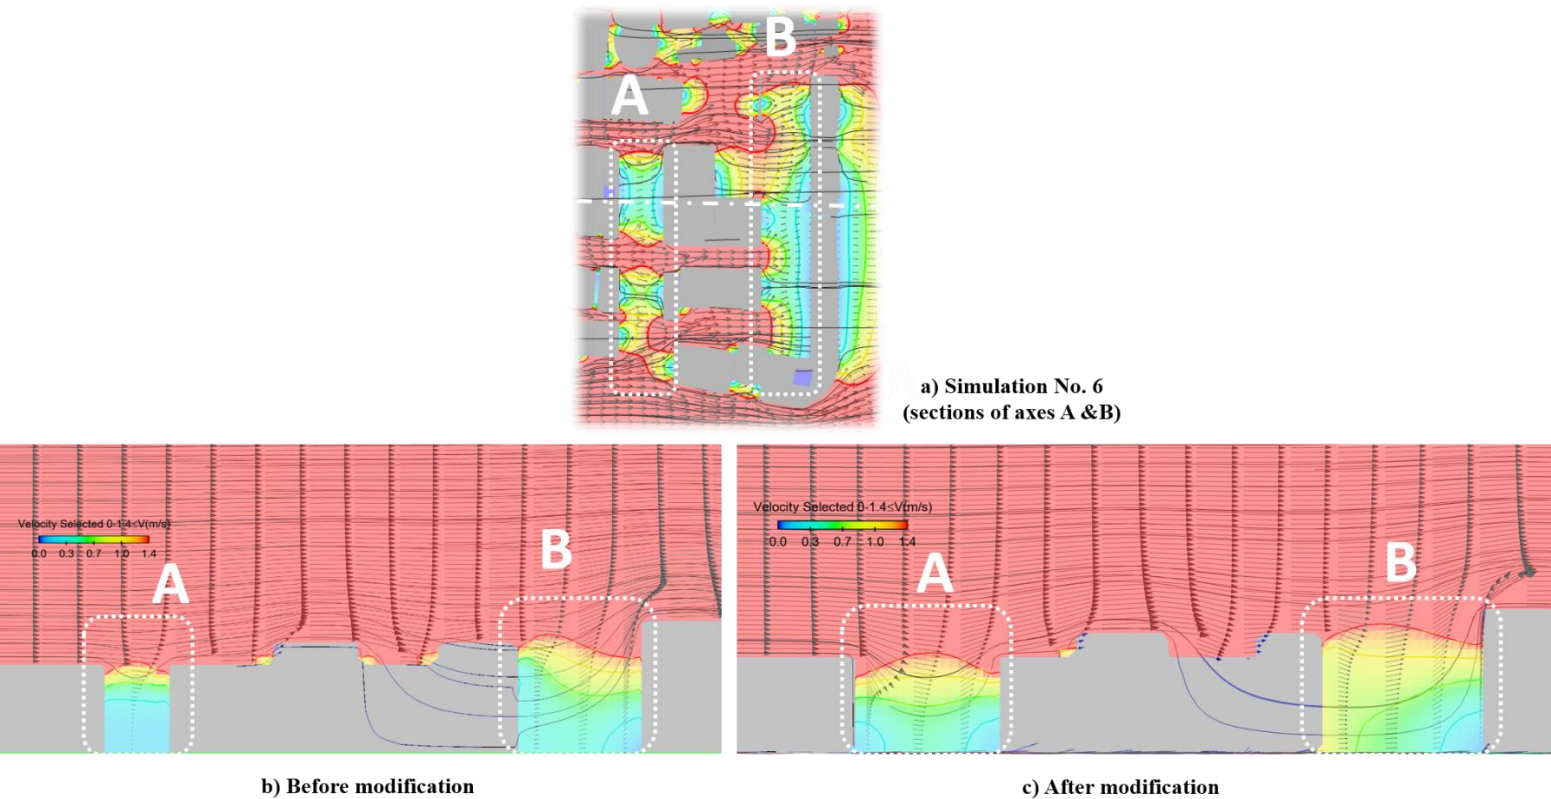 B
A
a) Simulation No. 6
(sections of axes A &B)
Velocity Selected 0-1.4≤V(m/s)
0.0 0.3 0.7 1.0 1.4
A
B
Velocity Selected 0-1.4≤V(m/s)
0.0 0.3 0.7 1.0 1.4
A
B
b) Before modification
c) After modification